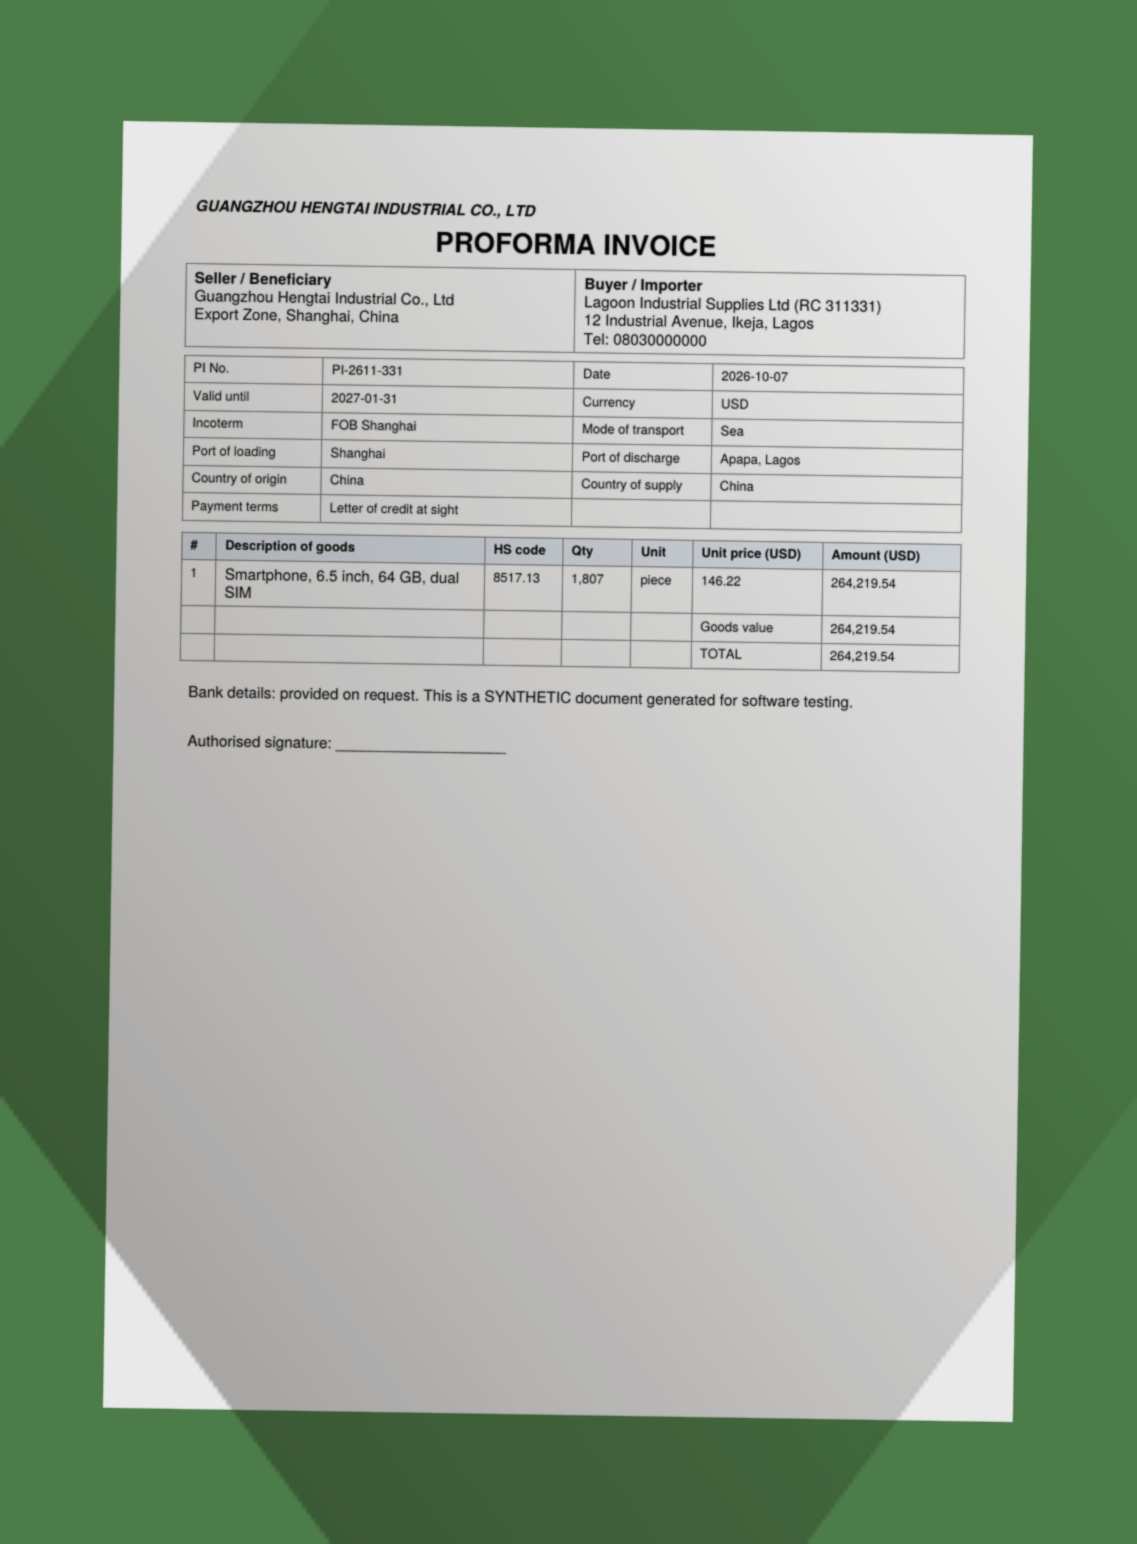 GUANGZHOU HENGTAI INDUSTRIAL CO., LTD
PROFORMA INVOICE
Seller / Beneficiary
Guangzhou Hengtai Industrial Co., Ltd
Export Zone, Shanghai, China
Buyer / Importer
Lagoon Industrial Supplies Ltd (RC 311331)
12 Industrial Avenue, Ikeja, Lagos
Tel: 08030000000
PI No. PI-2611-331 Date 2026-10-07
Valid until 2027-01-31 Currency USD
Incoterm FOB Shanghai Mode of transport Sea
Port of loading Shanghai Port of discharge Apapa, Lagos
Country of origin China Country of supply China
Payment terms Letter of credit at sight
# Description of goods HS code Qty Unit Unit price (USD) Amount (USD)
1 Smartphone, 6.5 inch, 64 GB, dual SIM 8517.13 1,807 piece 146.22 264,219.54
Goods value 264,219.54
TOTAL 264,219.54
Bank details: provided on request. This is a SYNTHETIC document generated for software testing.
Authorised signature: ____________________